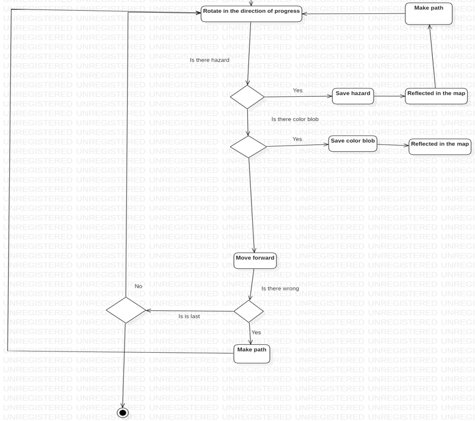 Make path
Rotate in the direction of progress
Is there hazard
Yes
Save hazard
Reflected in the map
Is there color blob
Yes
Save color blob
Reflected in the map
Move forward
No
Is there wrong
Is is last
Yes
Make path
UNREGISTERED